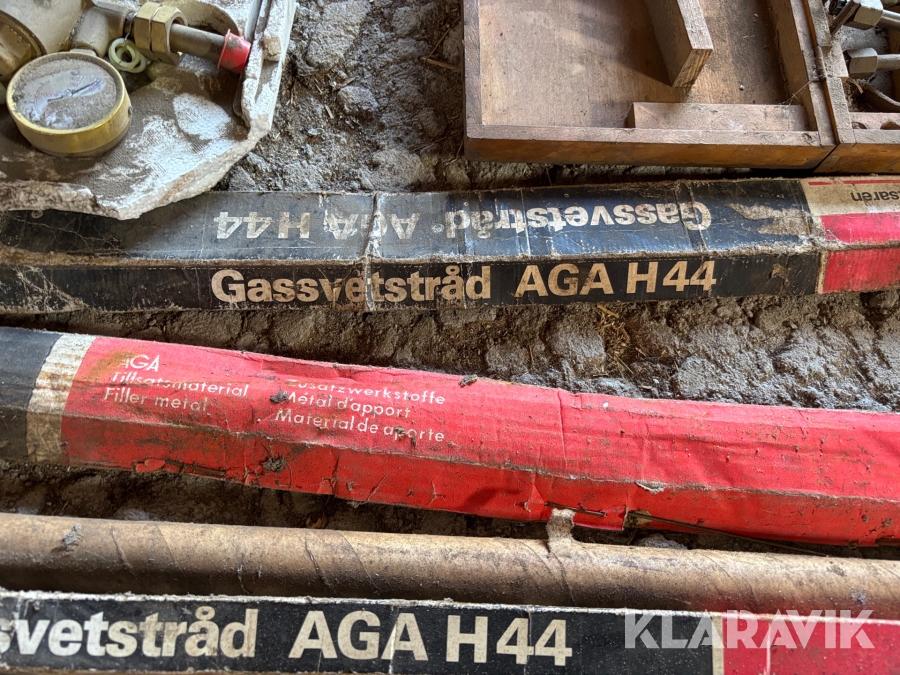 Gassvetstråd AGA H44
saren
Gassvetstråd AGA H44
AGA
Tillsatsmaterial
Filler metal
Zusatzwerkstoffe
Métal d'apport
Material de aporte
svetstråd AGA H44
KLARAVIK